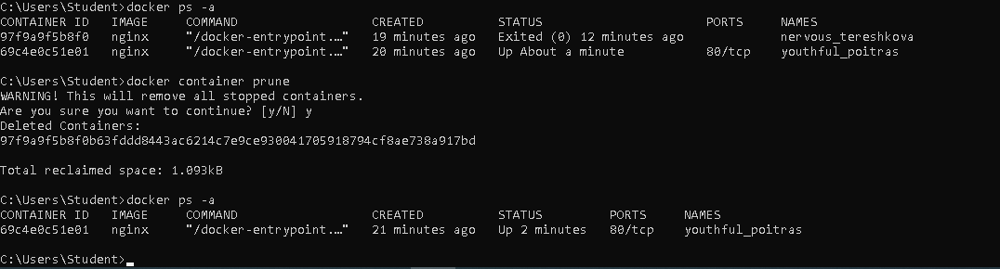 C:\Users\Student>docker ps -a
CONTAINER ID   IMAGE     COMMAND                  CREATED          STATUS                      PORTS     NAMES
97f9a9f5b8f0   nginx     "/docker-entrypoint.…"   19 minutes ago   Exited (0) 12 minutes ago             nervous_tereshkova
69c4e0c51e01   nginx     "/docker-entrypoint.…"   20 minutes ago   Up About a minute           80/tcp    youthful_poitras
C:\Users\Student>docker container prune
WARNING! This will remove all stopped containers.
Are you sure you want to continue? [y/N] y
Deleted Containers:
97f9a9f5b8f0b63fddd8443ac6214c7e9ce930041705918794cf8ae738a917bd
Total reclaimed space: 1.093kB
C:\Users\Student>docker ps -a
CONTAINER ID   IMAGE     COMMAND                  CREATED          STATUS         PORTS     NAMES
69c4e0c51e01   nginx     "/docker-entrypoint.…"   21 minutes ago   Up 2 minutes   80/tcp    youthful_poitras
C:\Users\Student>